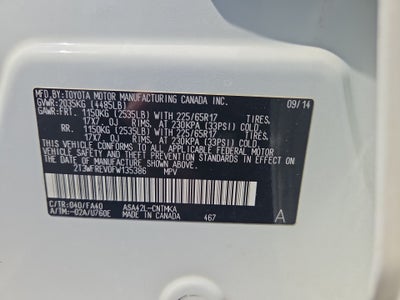 MFD.BY:TOYOTA MOTOR MANUFACTURING CANADA INC.
GVWR:2035KG (4485LB) 09/14
GAWR:FRT. 1150KG (2535LB) WITH 225/65R17 TIRES,
17X7 OJ RIMS, AT 230KPA (33PSI) COLD
RR. 1150KG (2535LB) WITH 225/65R17 TIRES,
17X7 OJ RIMS, AT 230KPA (33PSI) COLD
THIS VEHICLE CONFORMS TO ALL APPLICABLE FEDERAL MOTOR
VEHICLE SAFETY AND THEFT PREVENTION STANDARDS IN
EFFECT ON THE DATE OF MANUFACTURE SHOWN ABOVE.
2T3WFREV0FW135386 MPV
C/TR:040/FA40 ASA42L-CNTMKA
A/TM:-02A/U760E MADE IN CANADA 467 A